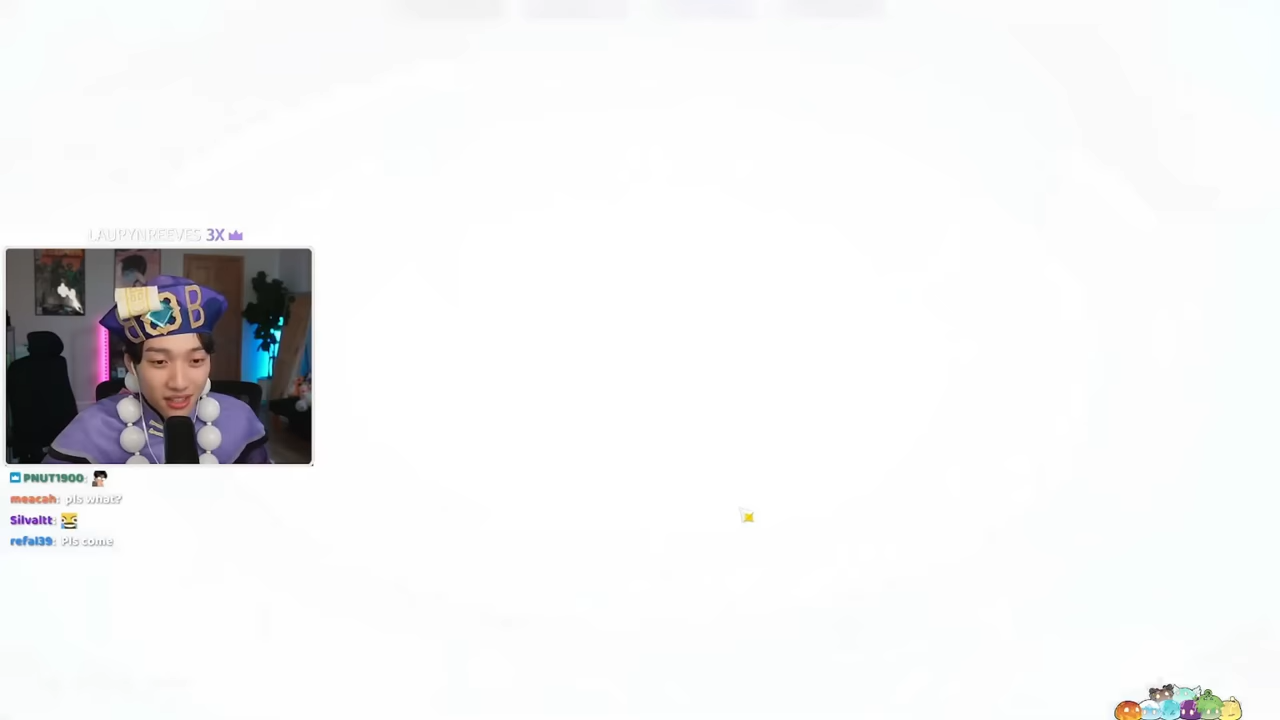 LAURYNREEVES 3X
PNUT1900:
meacah: pls what?
Silvaltt:
refal39: Pls come